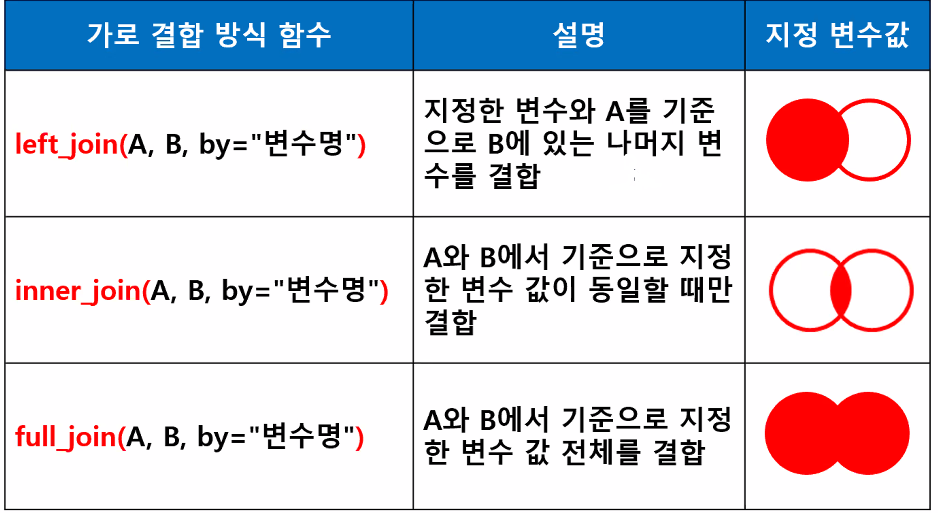 가로 결합 방식 함수
설명
지정 변수값
left_join(A, B, by="변수명")
지정한 변수와 A를 기준
으로 B에 있는 나머지 변
수를 결합
inner_join(A, B, by="변수명")
A와 B에서 기준으로 지정
한 변수 값이 동일할 때만
결합
full_join(A, B, by="변수명")
A와 B에서 기준으로 지정
한 변수 값 전체를 결합